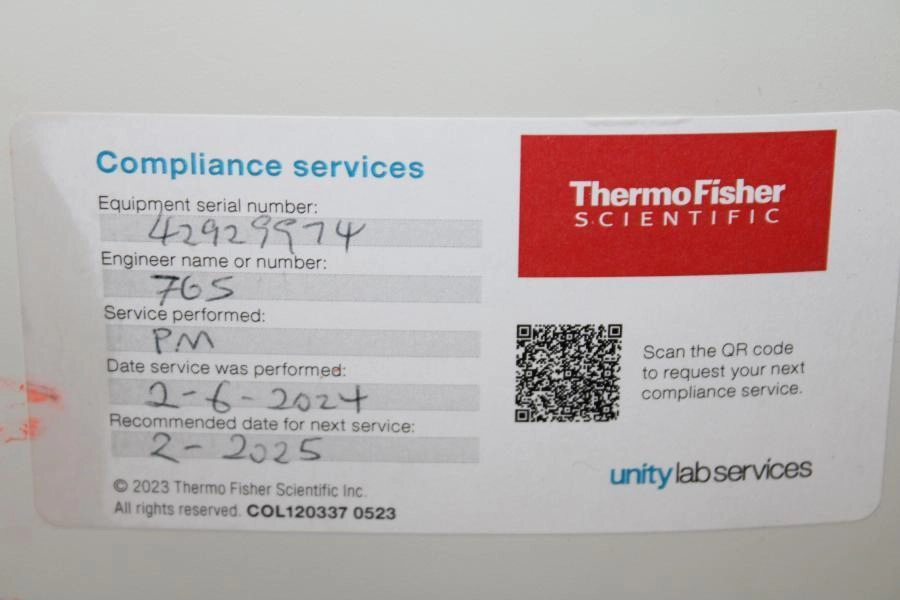 Compliance services
Equipment serial number:
42929974
Engineer name or number:
765
Service performed:
PM
Date service was performed:
2-6-2024
Recommended date for next service:
2-2025
© 2023 Thermo Fisher Scientific Inc.
All rights reserved. COL120337 0523
ThermoFisher
SCIENTIFIC
Scan the QR code
to request your next
compliance service.
unity lab services